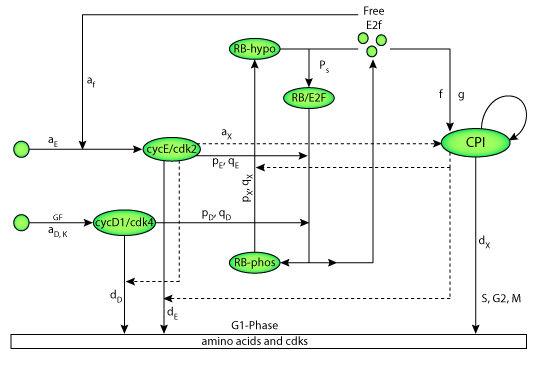 Free
E2f
RB-hypo
P_s
a_f
RB/E2F
f g
a_E
a_X
cycE/cdk2
CPI
p_E, q_E
p_X, q_X
GF
a_D, K
cycD1/cdk4
p_D, q_D
d_X
RB-phos
d_D
d_E
S, G2, M
G1-Phase
amino acids and cdks